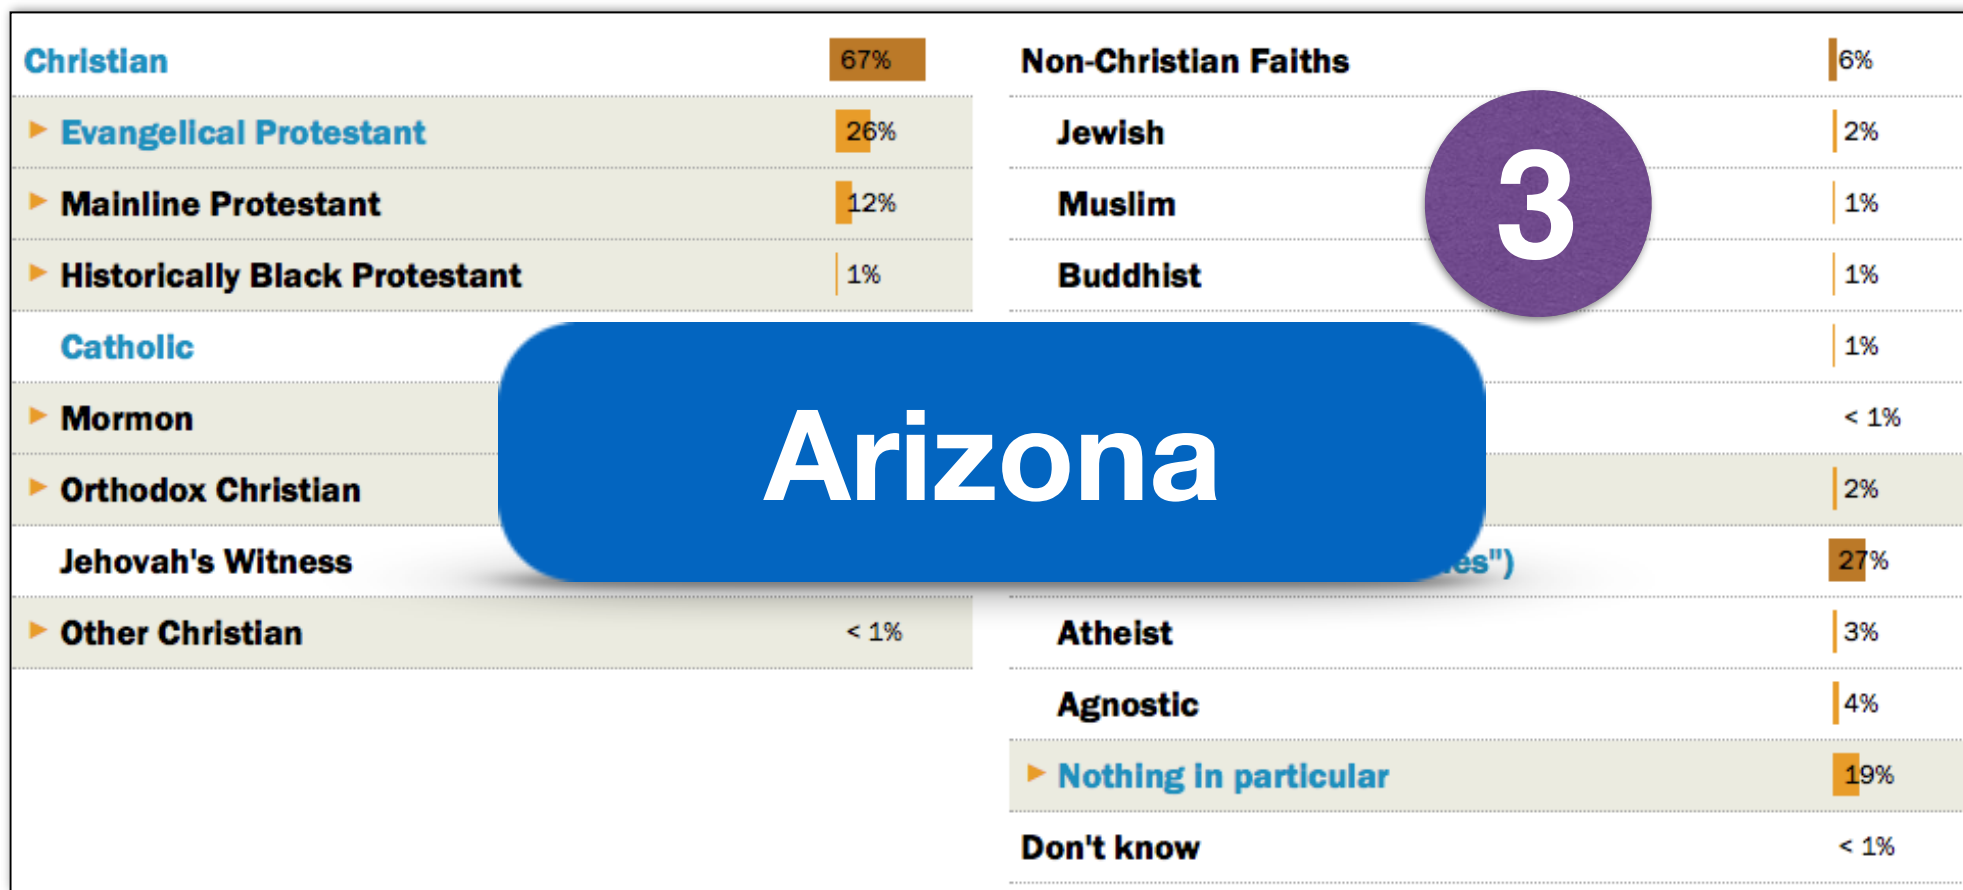 Christian 67%
Evangelical Protestant 26%
Mainline Protestant 12%
Historically Black Protestant 1%
Catholic
Mormon
Orthodox Christian
Jehovah's Witness
Other Christian < 1%
Non-Christian Faiths 6%
Jewish 2%
Muslim 1%
Buddhist 1%
1%
< 1%
2%
es") 27%
Atheist 3%
Agnostic 4%
Nothing in particular 19%
Don't know < 1%
3
Arizona